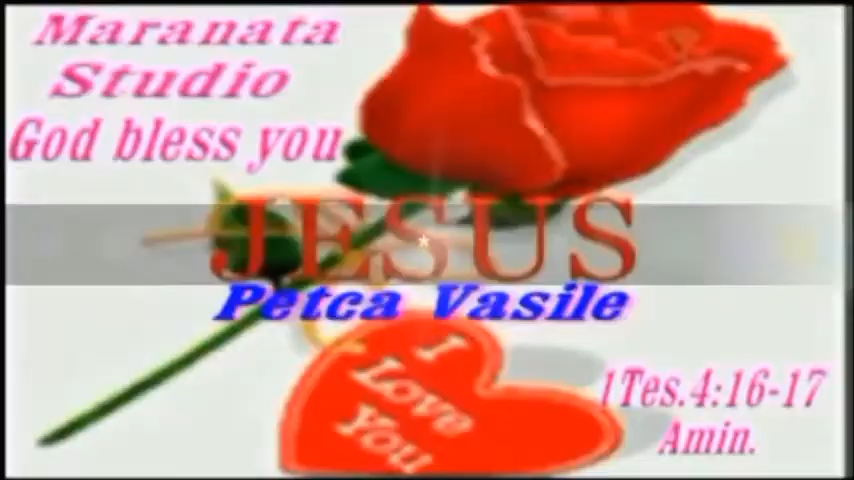 Maranata
Studio
God bless you
JESUS
Petca Vasile
I
Love
You
1Tes.4:16-17
Amin.